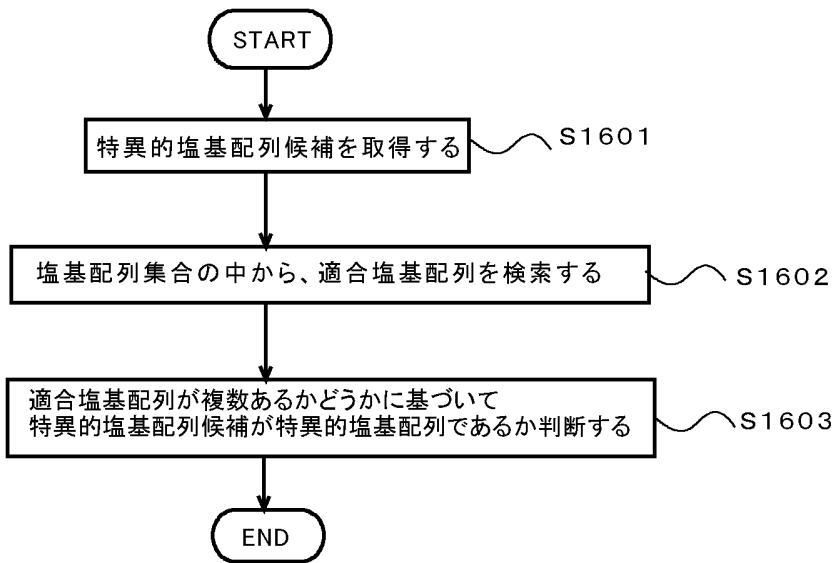 START
特異的塩基配列候補を取得する
S1601
塩基配列集合の中から、適合塩基配列を検索する
S1602
適合塩基配列が複数あるかどうかに基づいて
特異的塩基配列候補が特異的塩基配列であるか判断する
S1603
END